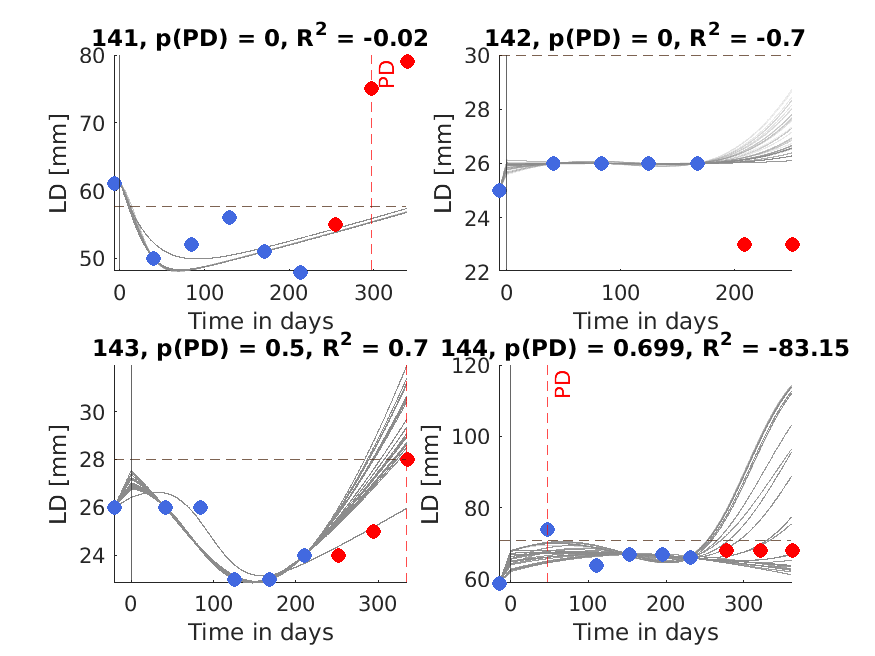 141, p(PD) = 0, R² = -0.02
142, p(PD) = 0, R² = -0.7
80
70
60
50
LD [mm]
PD
0 100 200 300
Time in days
30
28
26
24
22
LD [mm]
0 100 200
Time in days
143, p(PD) = 0.5, R² = 0.7
144, p(PD) = 0.699, R² = -83.15
32
30
28
26
24
LD [mm]
0 100 200 300
Time in days
120
100
80
60
LD [mm]
PD
0 100 200 300
Time in days